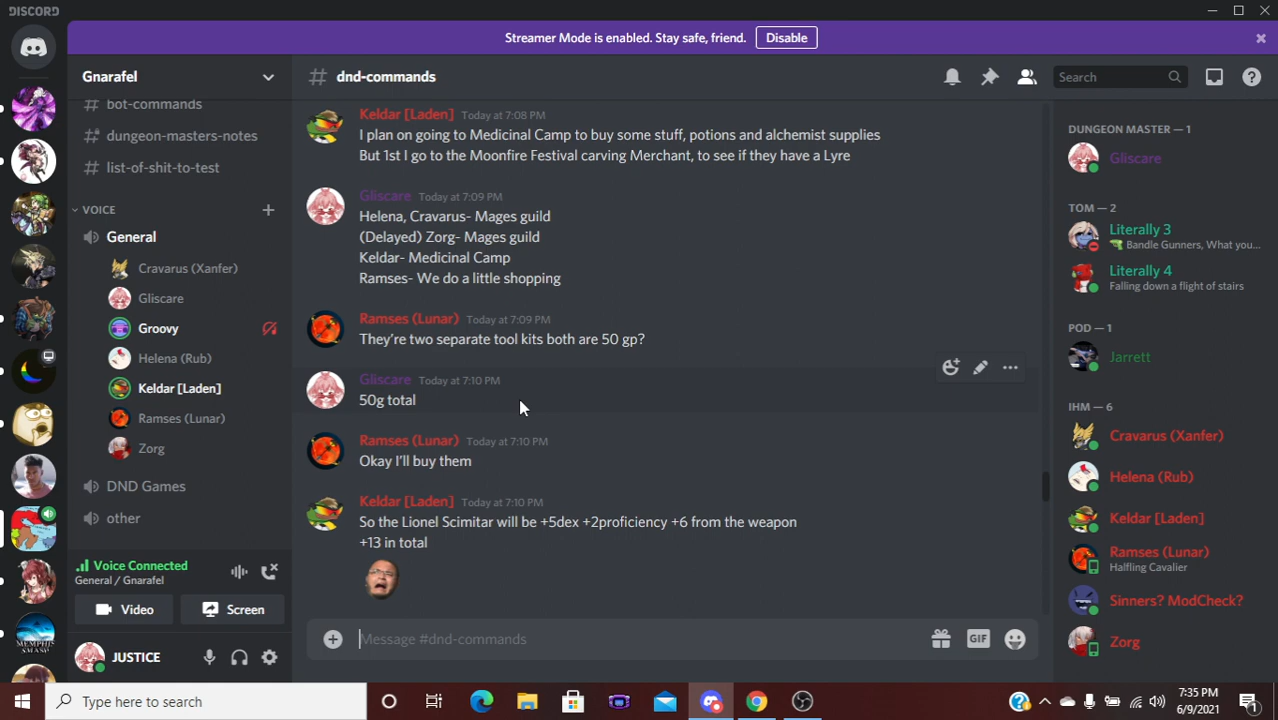 DISCORD
Streamer Mode is enabled. Stay safe, friend. Disable
Gnarafel
bot-commands
dungeon-masters-notes
list-of-shit-to-test
VOICE
General
Cravarus (Xanfer)
Gliscare
Groovy
Helena (Rub)
Keldar [Laden]
Ramses (Lunar)
Zorg
DND Games
other
Voice Connected
General / Gnarafel
Video
Screen
JUSTICE
# dnd-commands
Search
Keldar [Laden] Today at 7:08 PM
I plan on going to Medicinal Camp to buy some stuff, potions and alchemist supplies
But 1st I go to the Moonfire Festival carving Merchant, to see if they have a Lyre
Gliscare Today at 7:09 PM
Helena, Cravarus- Mages guild
(Delayed) Zorg- Mages guild
Keldar- Medicinal Camp
Ramses- We do a little shopping
Ramses (Lunar) Today at 7:09 PM
They're two separate tool kits both are 50 gp?
Gliscare Today at 7:10 PM
50g total
Ramses (Lunar) Today at 7:10 PM
Okay I'll buy them
Keldar [Laden] Today at 7:10 PM
So the Lionel Scimitar will be +5dex +2proficiency +6 from the weapon
+13 in total
Message #dnd-commands
GIF
DUNGEON MASTER — 1
Gliscare
TOM — 2
Literally 3
Bandle Gunners, What you...
Literally 4
Falling down a flight of stairs
POD — 1
Jarrett
IHM — 6
Cravarus (Xanfer)
Helena (Rub)
Keldar [Laden]
Ramses (Lunar)
Halfling Cavalier
Sinners? ModCheck?
Zorg
MEMPHIS
SMASH
Type here to search
7:35 PM
6/9/2021
1